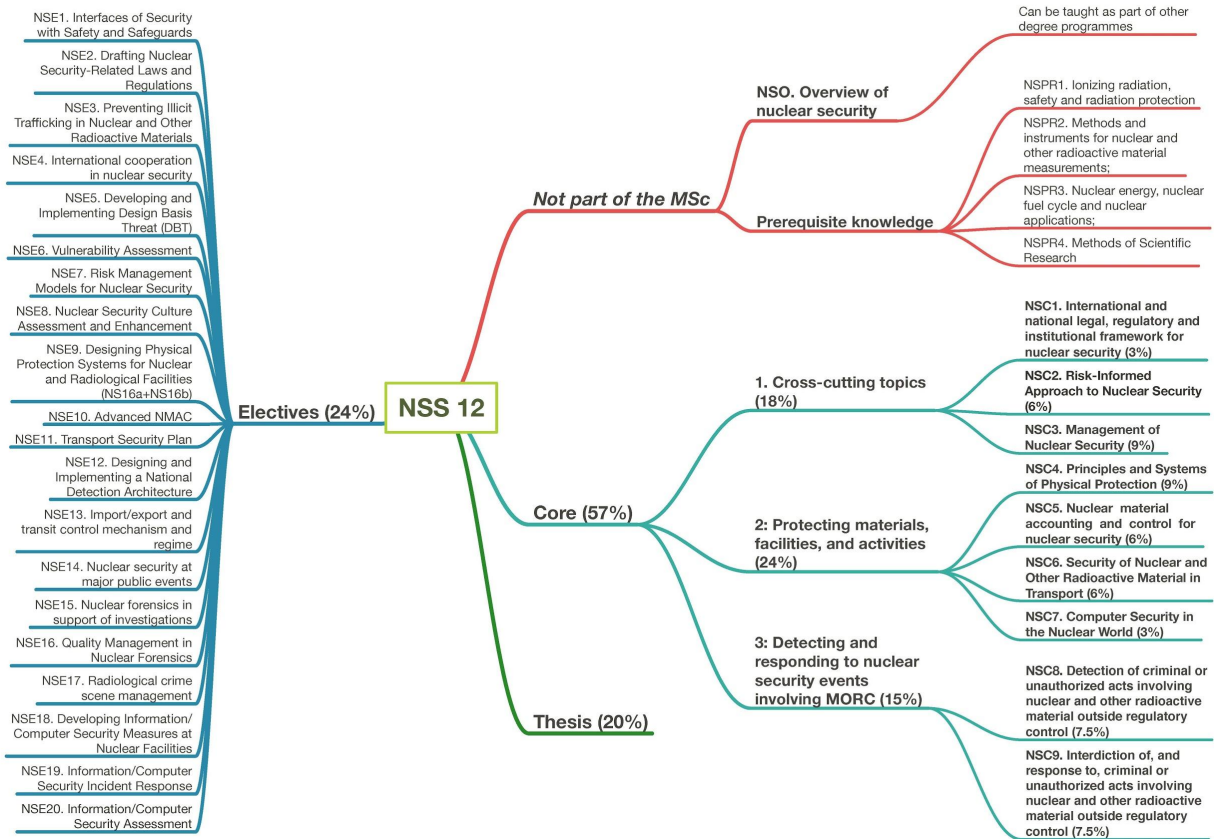 NSE1. Interfaces of Security
with Safety and Safeguards
NSE2. Drafting Nuclear
Security-Related Laws and
Regulations
NSE3. Preventing Illicit
Trafficking in Nuclear and Other
Radioactive Materials
NSE4. International cooperation
in nuclear security
NSE5. Developing and
Implementing Design Basis
Threat (DBT)
NSE6. Vulnerability Assessment
NSE7. Risk Management
Models for Nuclear Security
NSE8. Nuclear Security Culture
Assessment and Enhancement
NSE9. Designing Physical
Protection Systems for Nuclear
and Radiological Facilities
(NS16a+NS16b)
NSE10. Advanced NMAC
NSE11. Transport Security Plan
NSE12. Designing and
Implementing a National
Detection Architecture
NSE13. Import/export and
transit control mechanism and
regime
NSE14. Nuclear security at
major public events
NSE15. Nuclear forensics in
support of investigations
NSE16. Quality Management in
Nuclear Forensics
NSE17. Radiological crime
scene management
NSE18. Developing Information/
Computer Security Measures at
Nuclear Facilities
NSE19. Information/Computer
Security Incident Response
NSE20. Information/Computer
Security Assessment
Electives (24%)
NSS 12
Not part of the MSc
NSO. Overview of
nuclear security
Can be taught as part of other
degree programmes
Prerequisite knowledge
NSPR1. Ionizing radiation,
safety and radiation protection
NSPR2. Methods and
instruments for nuclear and
other radioactive material
measurements;
NSPR3. Nuclear energy, nuclear
fuel cycle and nuclear
applications;
NSPR4. Methods of Scientific
Research
Core (57%)
1. Cross-cutting topics
(18%)
NSC1. International and
national legal, regulatory and
institutional framework for
nuclear security (3%)
NSC2. Risk-Informed
Approach to Nuclear Security
(6%)
NSC3. Management of
Nuclear Security (9%)
2: Protecting materials,
facilities, and activities
(24%)
NSC4. Principles and Systems
of Physical Protection (9%)
NSC5. Nuclear material
accounting and control for
nuclear security (6%)
NSC6. Security of Nuclear and
Other Radioactive Material in
Transport (6%)
NSC7. Computer Security in
the Nuclear World (3%)
3: Detecting and
responding to nuclear
security events
involving MORC (15%)
NSC8. Detection of criminal or
unauthorized acts involving
nuclear and other radioactive
material outside regulatory
control (7.5%)
NSC9. Interdiction of, and
response to, criminal or
unauthorized acts involving
nuclear and other radioactive
material outside regulatory
control (7.5%)
Thesis (20%)